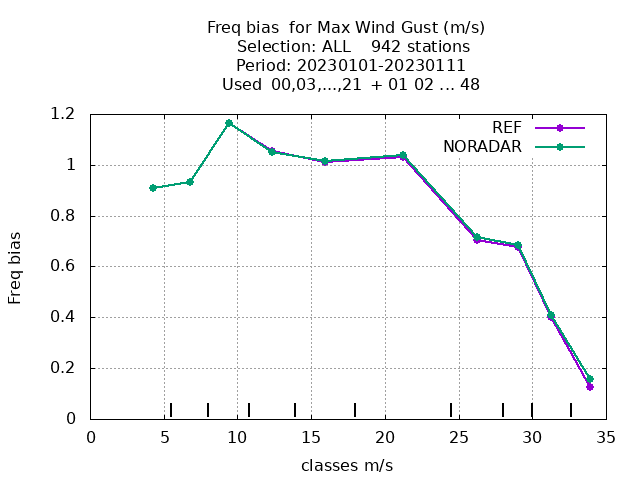 Freq bias  for Max Wind Gust (m/s)
Selection: ALL    942 stations
Period: 20230101-20230111
Used  00,03,...,21  + 01 02 ... 48
REF
NORADAR
Freq bias
1.2
1
0.8
0.6
0.4
0.2
0
0 5 10 15 20 25 30 35
classes m/s